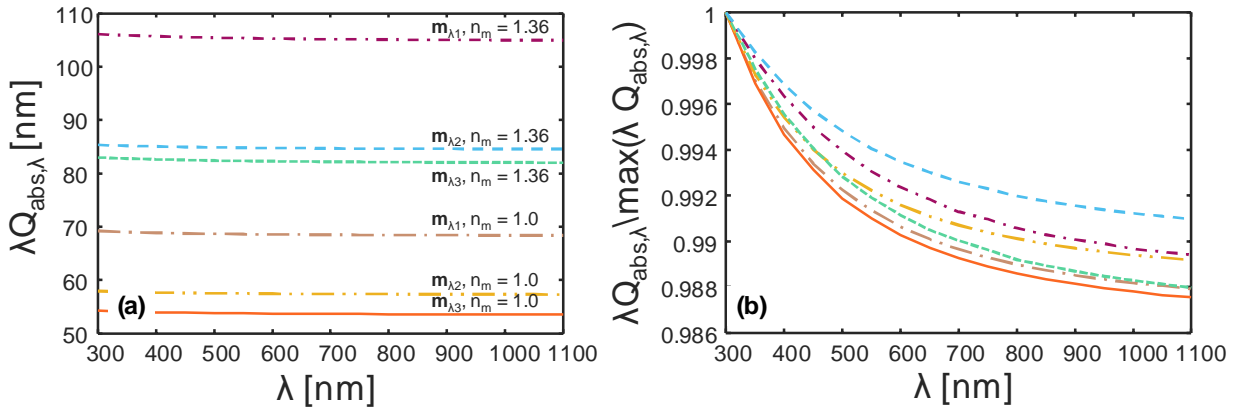 110
100
90
80
70
60
50
300 400 500 600 700 800 900 1000 1100
λQabs,λ [nm]
λ [nm]
mλ1, nm = 1.36
mλ2, nm = 1.36
mλ3, nm = 1.36
mλ1, nm = 1.0
mλ2, nm = 1.0
mλ3, nm = 1.0
(a)
1
0.998
0.996
0.994
0.992
0.99
0.988
0.986
300 400 500 600 700 800 900 1000 1100
λQabs,λ\max(λ Qabs,λ)
λ [nm]
(b)